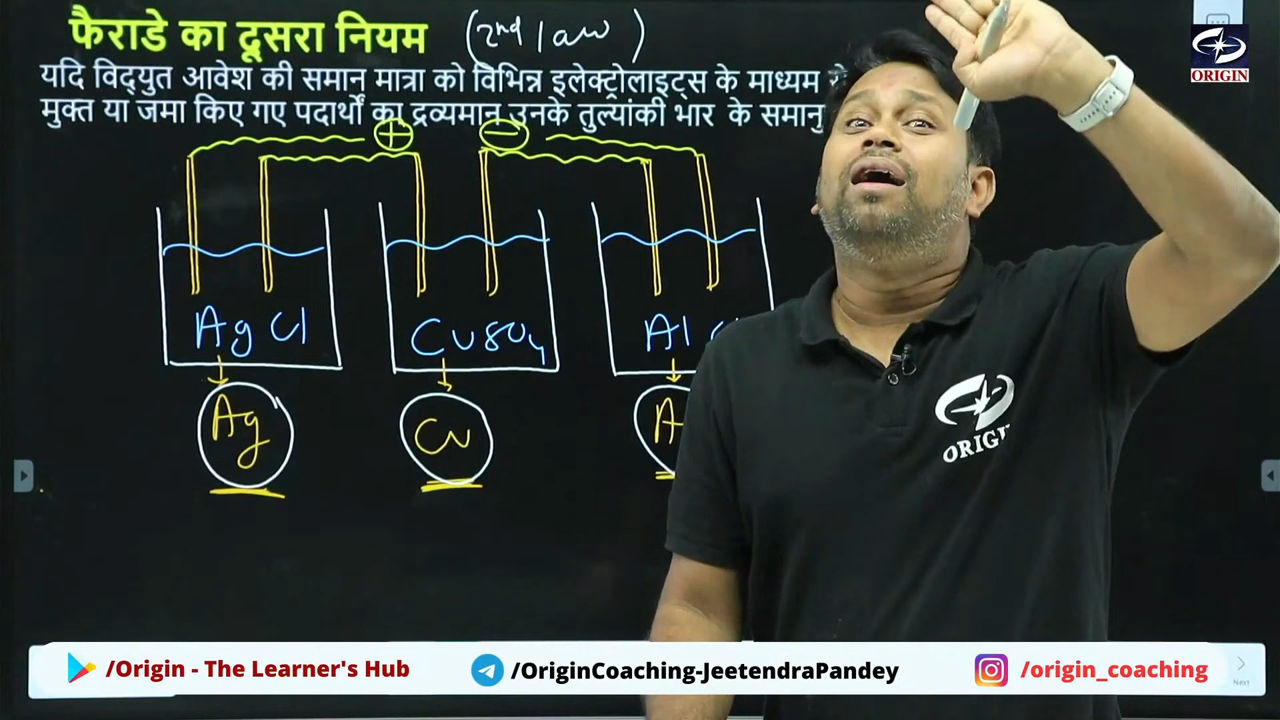 फैराडे का दूसरा नियम (2nd law)
यदि विद्युत आवेश की समान मात्रा को विभिन्न इलेक्ट्रोलाइट्स के माध्यम
मुक्त या जमा किए गए पदार्थों का द्रव्यमान उनके तुल्यांकी भार के समानु
ORIGIN
+ −
AgCl CuSO4 Al
Ag Cu A
ORIGIN
/Origin - The Learner's Hub /OriginCoaching-JeetendraPandey /origin_coaching
Next